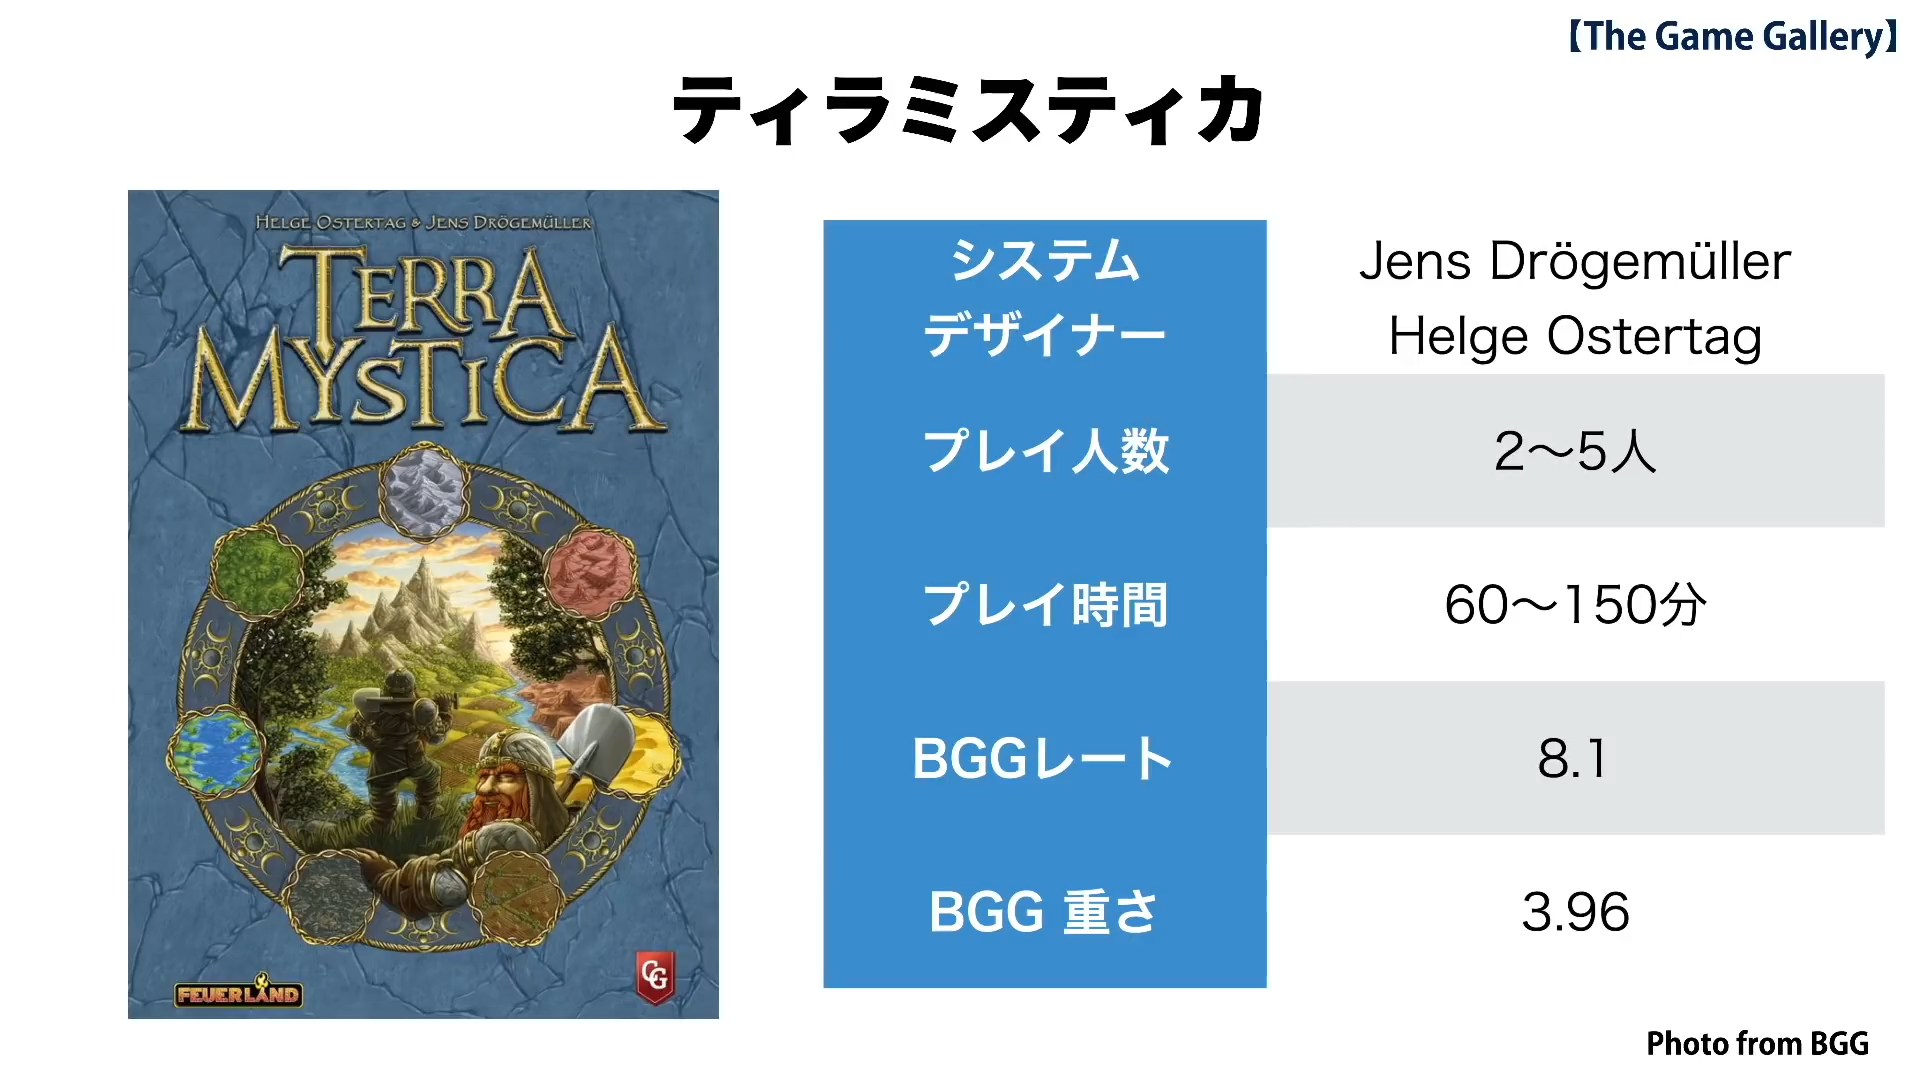 【The Game Gallery】
ティラミスティカ
HELGE OSTERTAG & JENS DRÖGEMÜLLER
TERRA
MYSTICA
FEUERLAND
CG
システム
デザイナー
Jens Drögemüller
Helge Ostertag
プレイ人数
2〜5人
プレイ時間
60〜150分
BGGレート
8.1
BGG 重さ
3.96
Photo from BGG